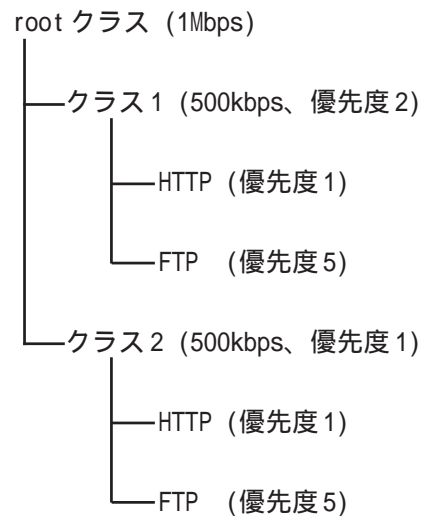 root クラス (1Mbps)
クラス1 (500kbps、優先度2)
HTTP (優先度1)
FTP (優先度5)
クラス2 (500kbps、優先度1)
HTTP (優先度1)
FTP (優先度5)